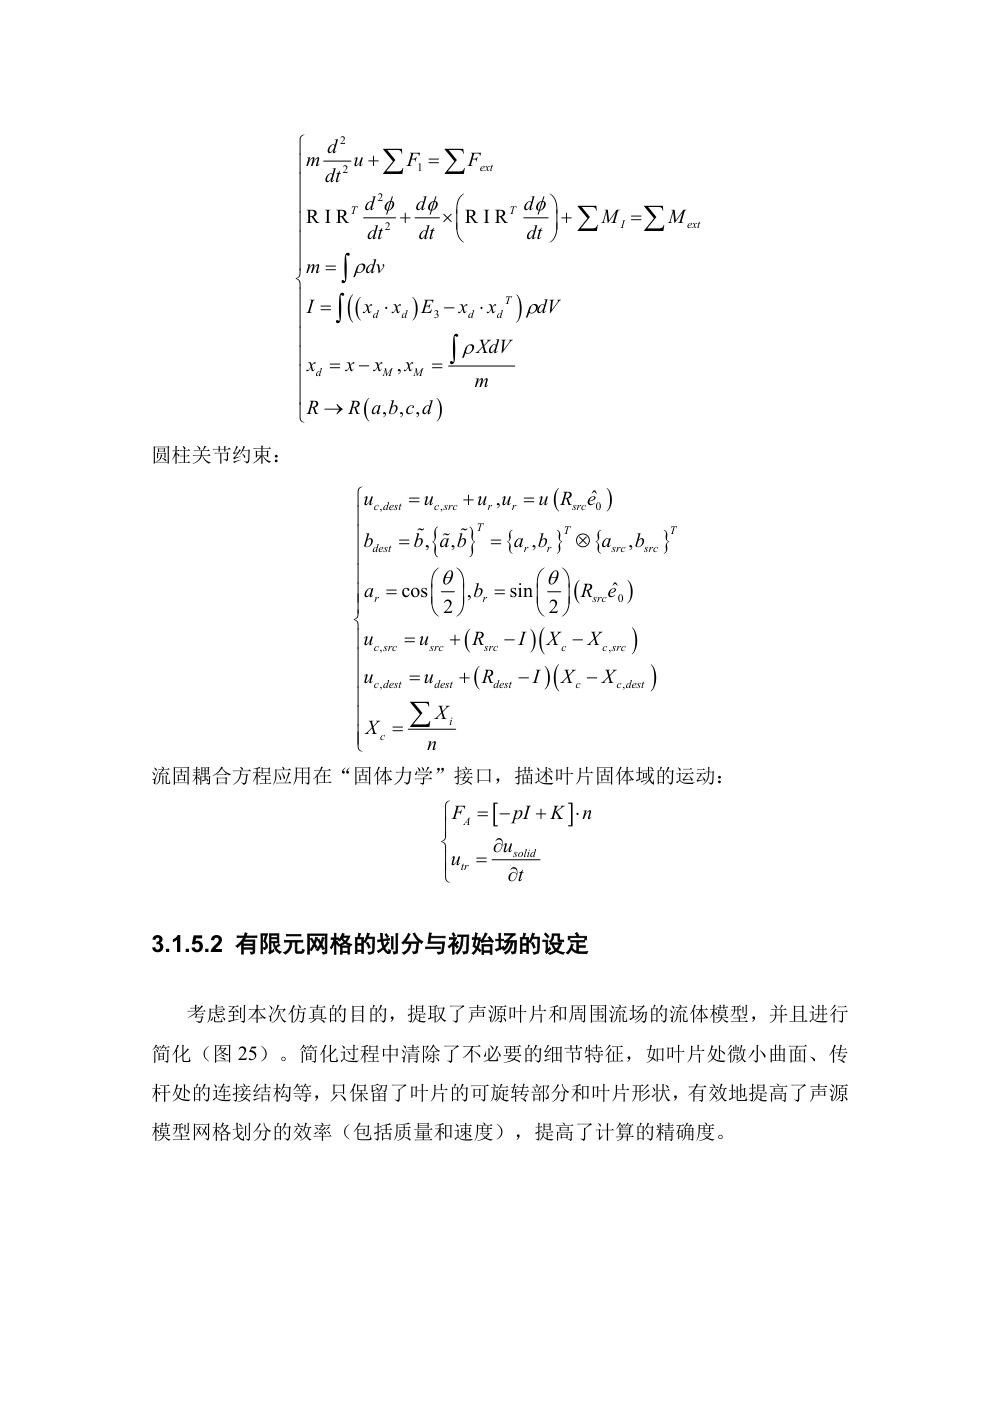 m d²/dt² u + ∑F₁ = ∑F_ext
R I Rᵀ d²ϕ/dt² + dϕ/dt × (R I Rᵀ dϕ/dt) + ∑M_I = ∑M_ext
m = ∫ρdv
I = ∫((x_d · x_d)E₃ − x_d · x_dᵀ)ρdV
x_d = x − x_M , x_M = ∫ρXdV / m
R → R(a,b,c,d)
圆柱关节约束：
u_c,dest = u_c,src + u_r , u_r = u(R_src ê₀)
b_dest = b̃, {ã,b̃}ᵀ = {a_r ,b_r}ᵀ ⊗ {a_src ,b_src}ᵀ
a_r = cos(θ/2), b_r = sin(θ/2)(R_src ê₀)
u_c,src = u_src + (R_src − I)(X_c − X_c,src)
u_c,dest = u_dest + (R_dest − I)(X_c − X_c,dest)
X_c = ∑X_i / n
流固耦合方程应用在“固体力学”接口，描述叶片固体域的运动：
F_A = [−pI + K]· n
u_tr = ∂u_solid / ∂t
3.1.5.2 有限元网格的划分与初始场的设定
考虑到本次仿真的目的，提取了声源叶片和周围流场的流体模型，并且进行
简化（图 25）。简化过程中清除了不必要的细节特征，如叶片处微小曲面、传
杆处的连接结构等，只保留了叶片的可旋转部分和叶片形状，有效地提高了声源
模型网格划分的效率（包括质量和速度），提高了计算的精确度。